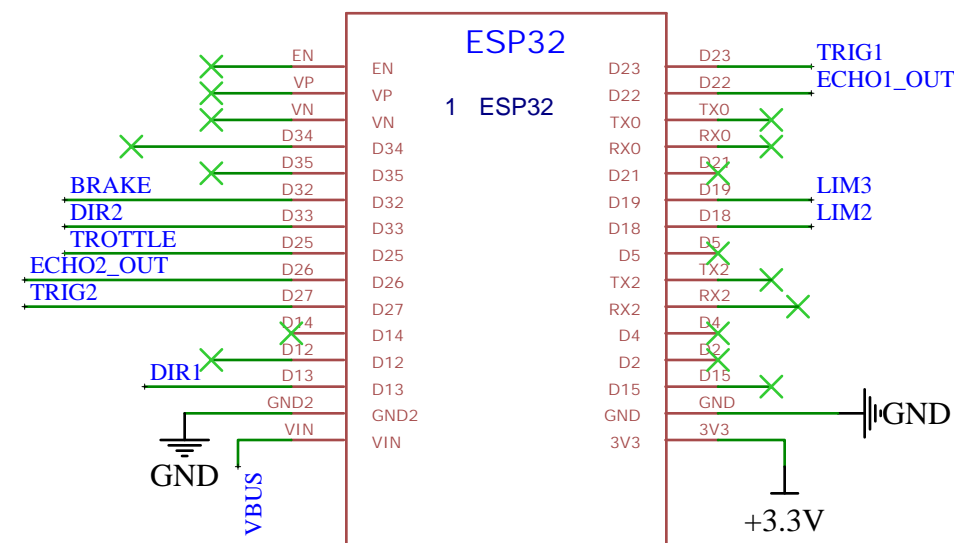 ESP32
1 ESP32
EN EN
VP VP
VN VN
D34 D34
D35 D35
BRAKE D32 D32
DIR2 D33 D33
TROTTLE D25 D25
ECHO2_OUT D26 D26
TRIG2 D27 D27
D14 D14
D12 D12
DIR1 D13 D13
GND2 GND2
GND
VIN VIN
VBUS
D23 D23 TRIG1
D22 D22 ECHO1_OUT
TX0 TX0
RX0 RX0
D21 D21
D19 D19 LIM3
D18 D18 LIM2
D5 D5
TX2 TX2
RX2 RX2
D4 D4
D2 D2
D15 D15
GND GND GND
3V3 3V3
+3.3V